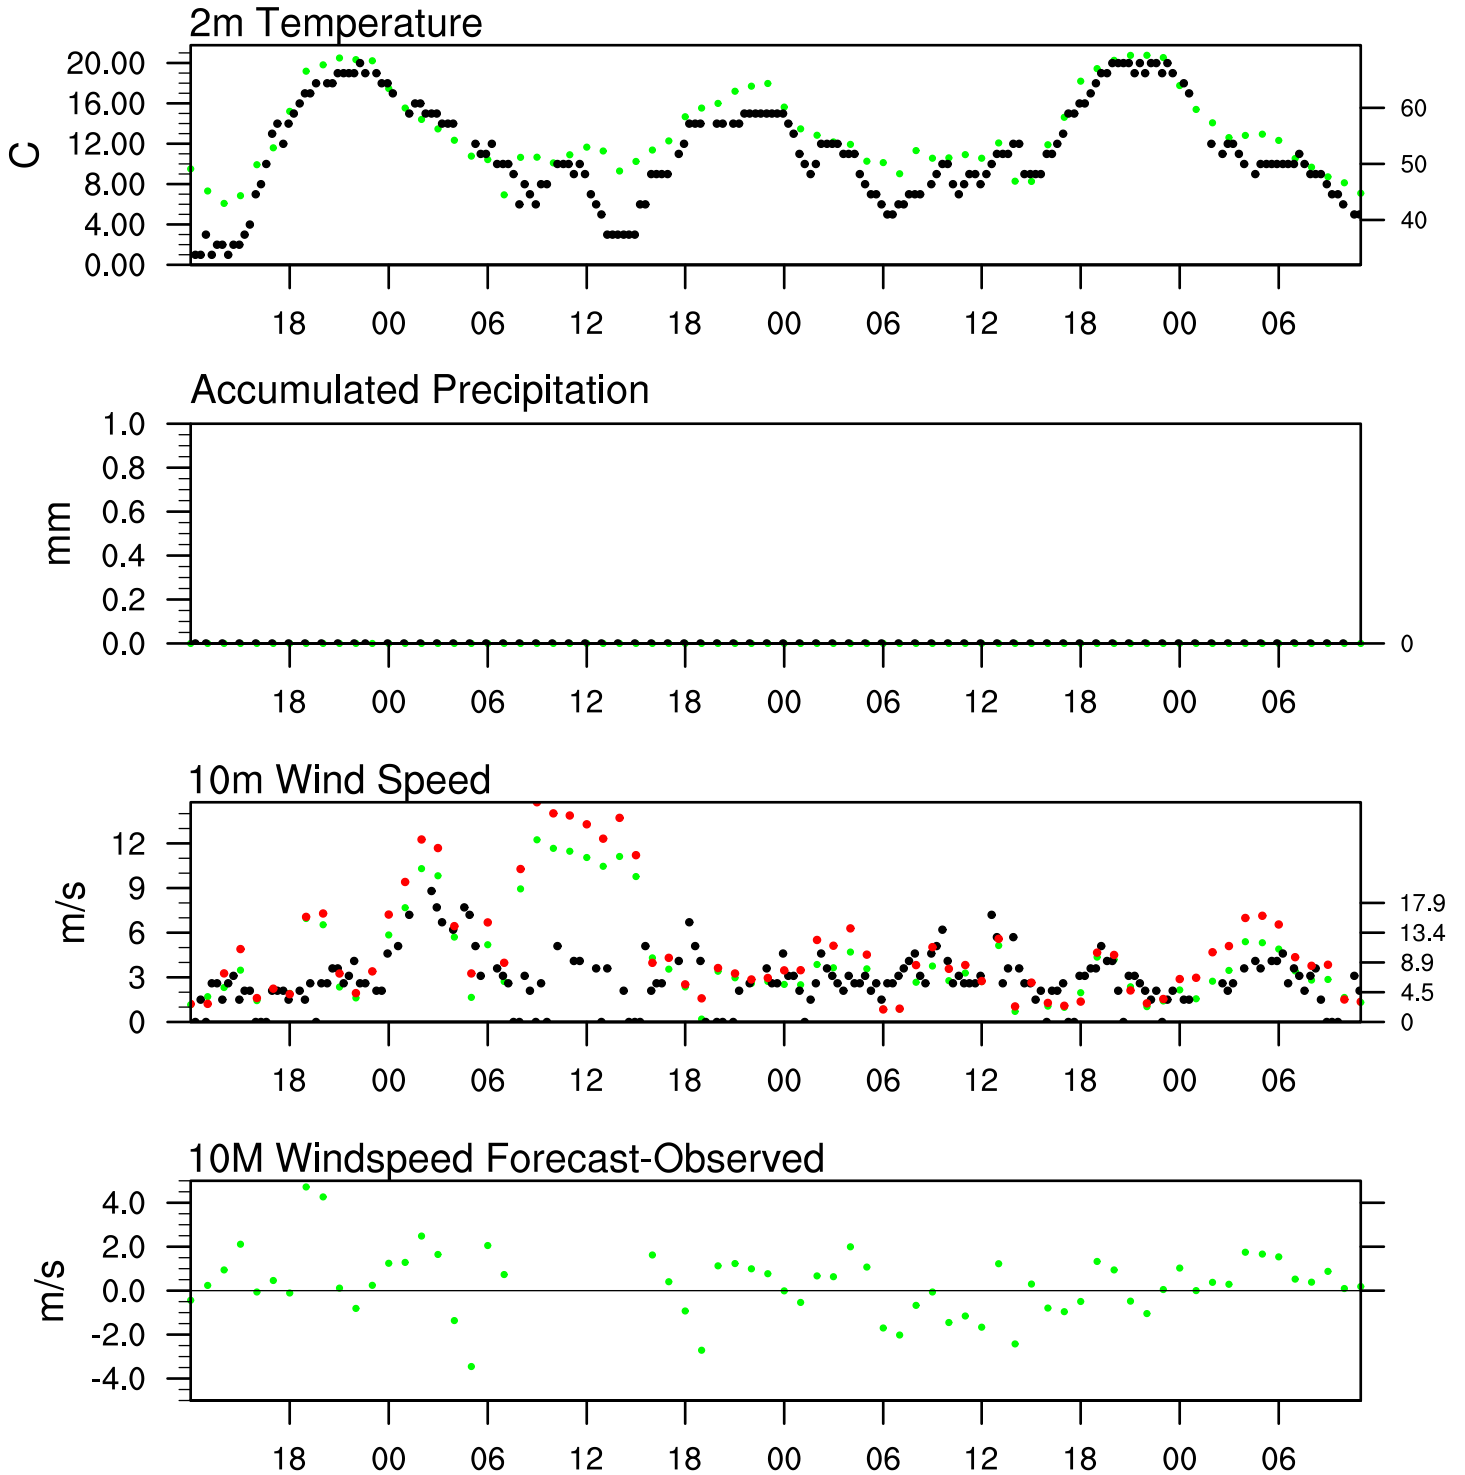 2m Temperature
20.00
16.00
12.00
8.00
4.00
0.00
C
60
50
40
18 00 06 12 18 00 06 12 18 00 06
Accumulated Precipitation
1.0
0.8
0.6
0.4
0.2
0.0
mm
0
18 00 06 12 18 00 06 12 18 00 06
10m Wind Speed
12
9
6
3
0
m/s
17.9
13.4
8.9
4.5
0
18 00 06 12 18 00 06 12 18 00 06
10M Windspeed Forecast-Observed
4.0
2.0
0.0
-2.0
-4.0
m/s
18 00 06 12 18 00 06 12 18 00 06